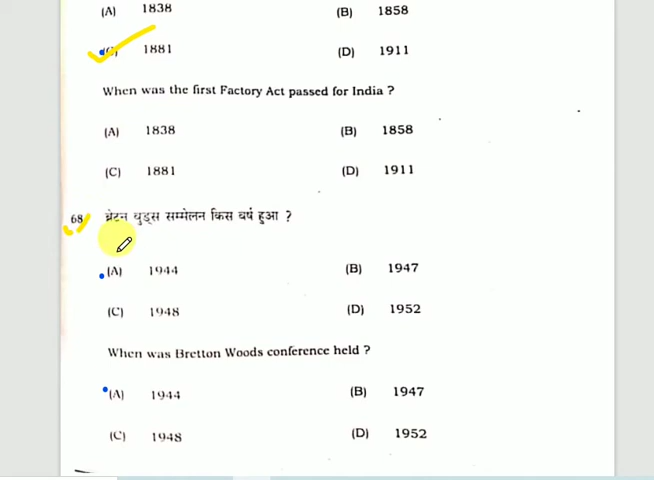 (A) 1838 (B) 1858
(C) 1881 (D) 1911
When was the first Factory Act passed for India ?
(A) 1838 (B) 1858
(C) 1881 (D) 1911
68 ब्रेटन वुड्स सम्मेलन किस वर्ष हुआ ?
(A) 1944 (B) 1947
(C) 1948 (D) 1952
When was Bretton Woods conference held ?
(A) 1944 (B) 1947
(C) 1948 (D) 1952